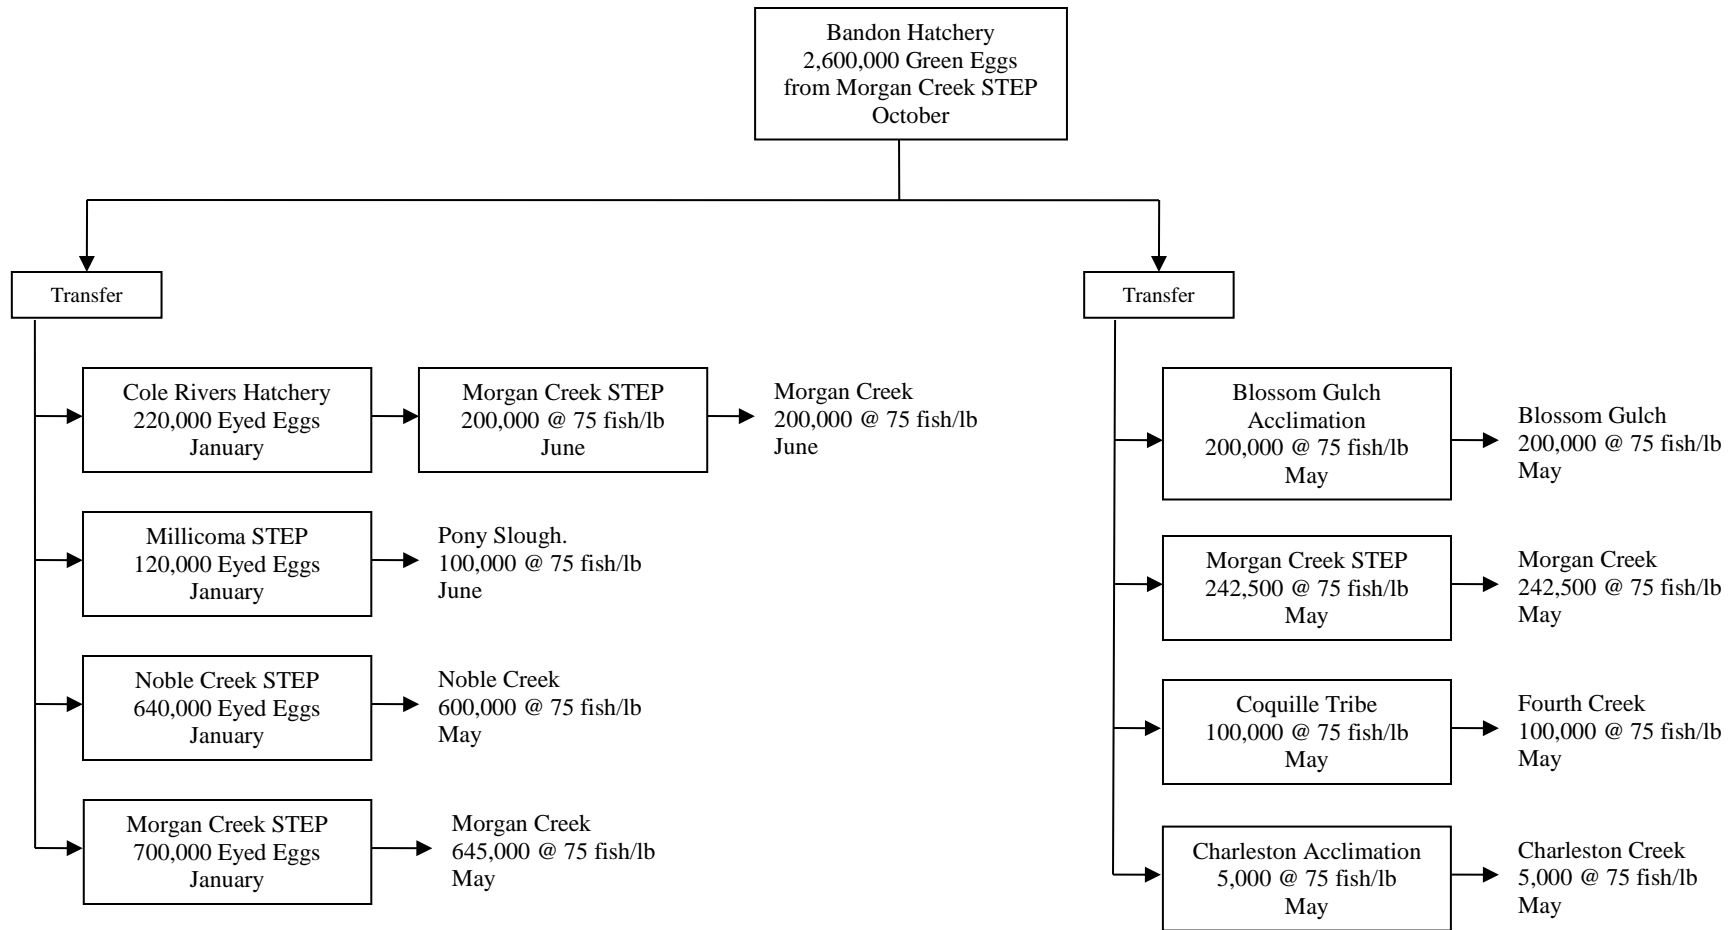 Bandon Hatchery
2,600,000 Green Eggs
from Morgan Creek STEP
October
Transfer
Cole Rivers Hatchery
220,000 Eyed Eggs
January
Morgan Creek STEP
200,000 @ 75 fish/lb
June
Morgan Creek
200,000 @ 75 fish/lb
June
Millicoma STEP
120,000 Eyed Eggs
January
Pony Slough.
100,000 @ 75 fish/lb
June
Noble Creek STEP
640,000 Eyed Eggs
January
Noble Creek
600,000 @ 75 fish/lb
May
Morgan Creek STEP
700,000 Eyed Eggs
January
Morgan Creek
645,000 @ 75 fish/lb
May
Transfer
Blossom Gulch
Acclimation
200,000 @ 75 fish/lb
May
Blossom Gulch
200,000 @ 75 fish/lb
May
Morgan Creek STEP
242,500 @ 75 fish/lb
May
Morgan Creek
242,500 @ 75 fish/lb
May
Coquille Tribe
100,000 @ 75 fish/lb
May
Fourth Creek
100,000 @ 75 fish/lb
May
Charleston Acclimation
5,000 @ 75 fish/lb
May
Charleston Creek
5,000 @ 75 fish/lb
May